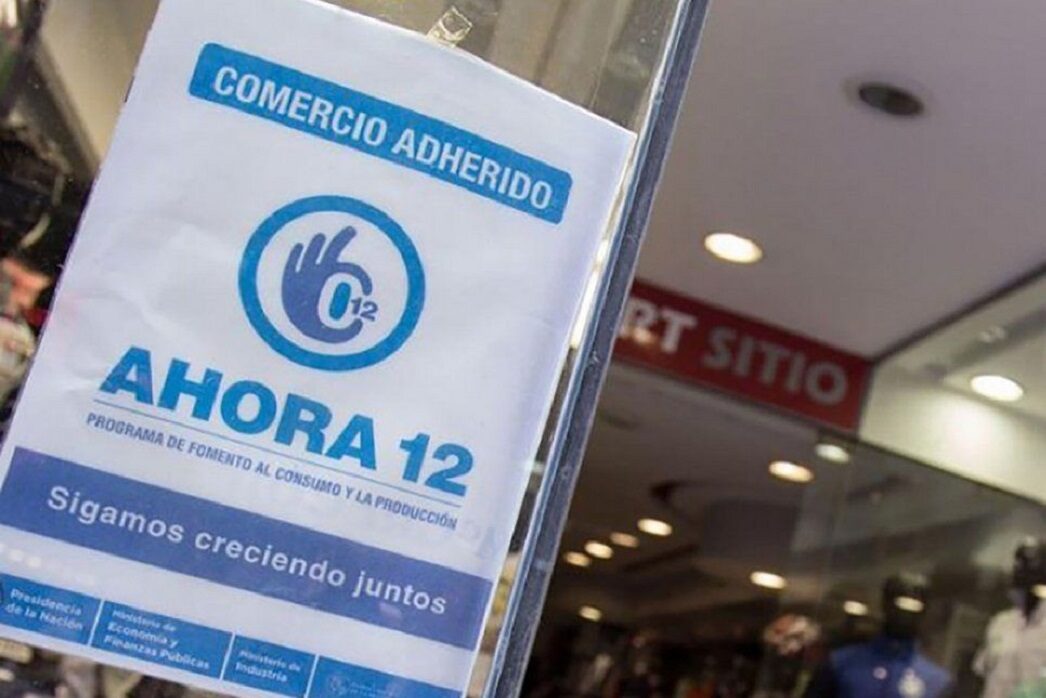 COMERCIO ADHERIDO
12
AHORA 12
PROGRAMA DE FOMENTO AL CONSUMO Y LA PRODUCCIÓN
Sigamos creciendo juntos
Presidencia
de la Nación
Ministerio de
Economía y
Finanzas Públicas
Ministerio de
Industria
RT SITIO